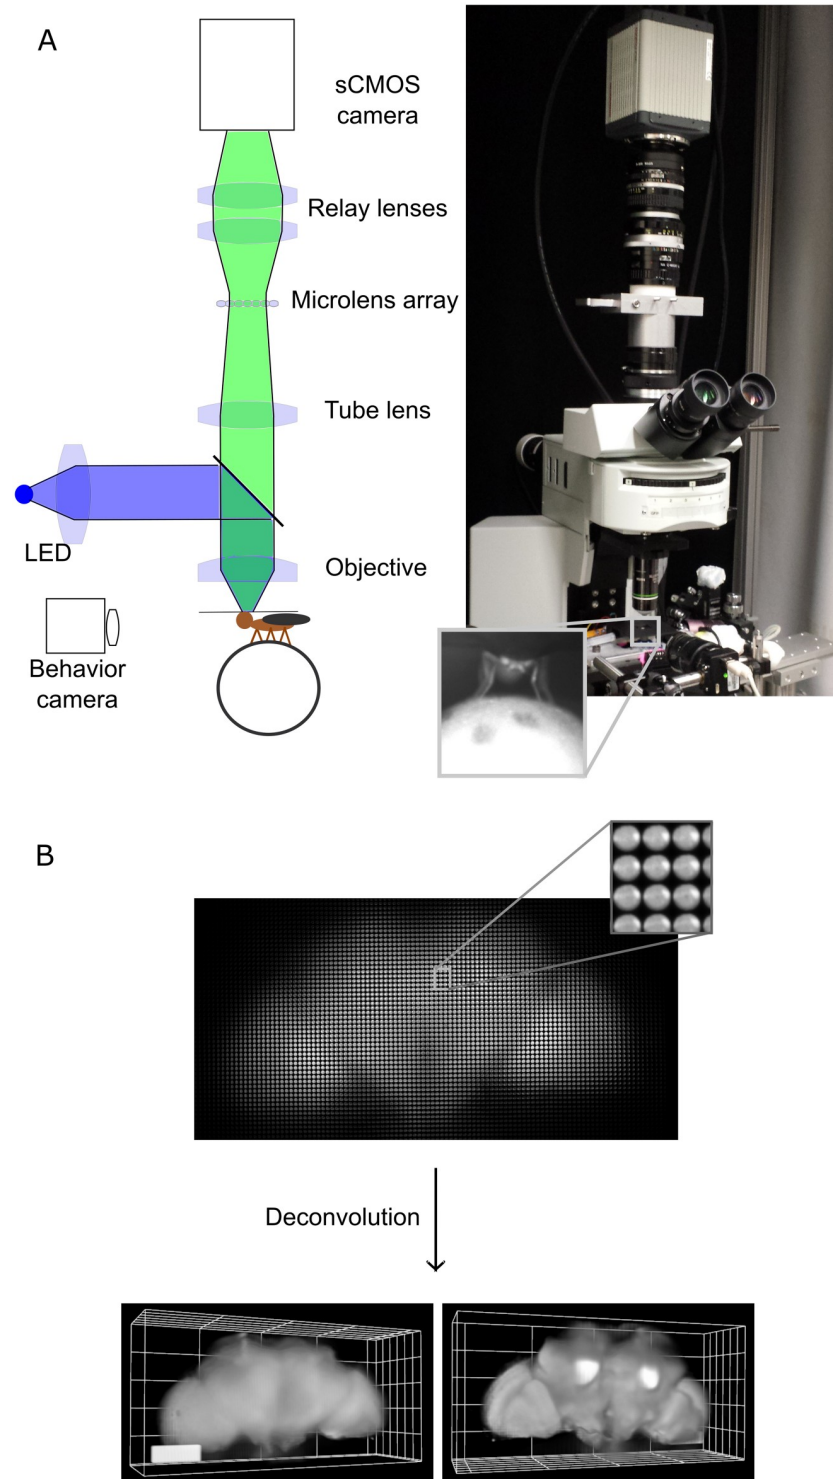 A
sCMOS
camera
Relay lenses
Microlens array
Tube lens
LED
Objective
Behavior
camera
B
Deconvolution